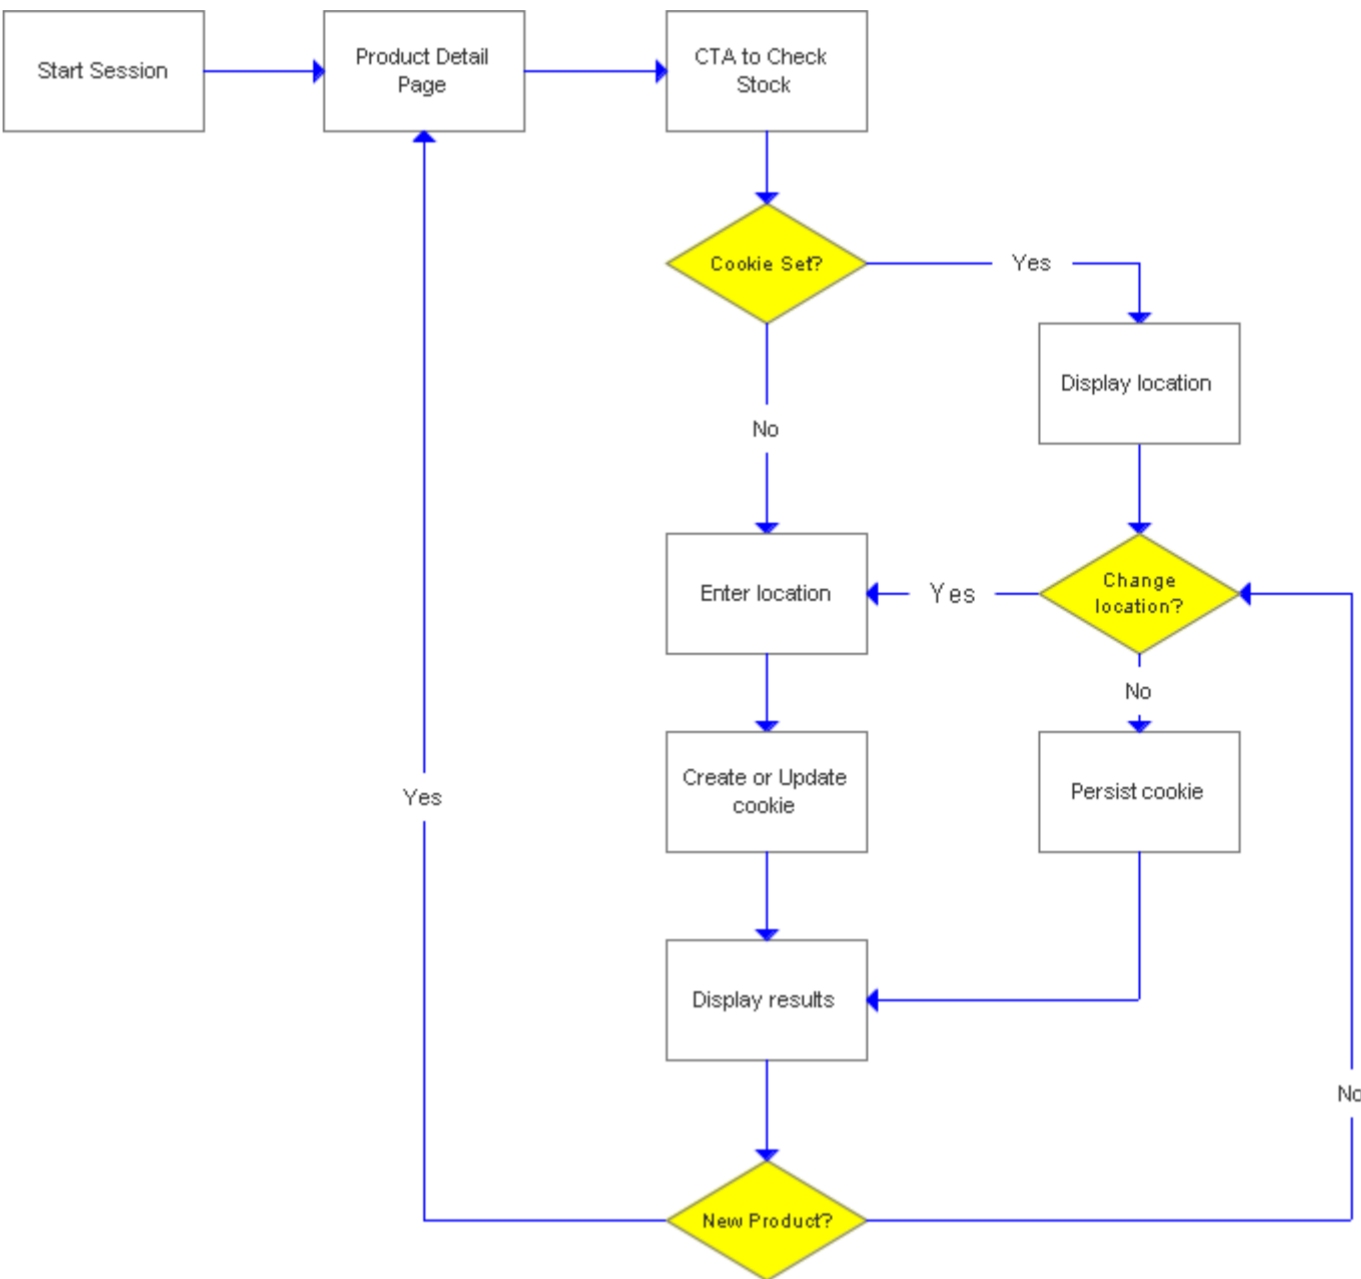 Start Session
Product Detail
Page
CTA to Check
Stock
Cookie Set?
Yes
Display location
No
Enter location
Yes
Change
location?
No
Create or Update
cookie
Persist cookie
Yes
Display results
No
New Product?